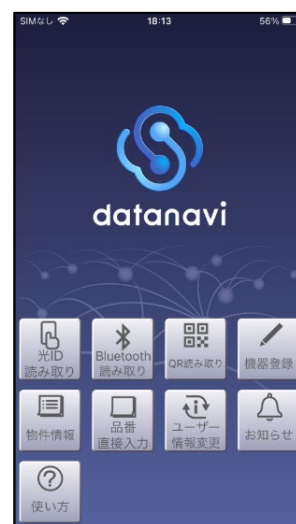 SIMなし 18:13 56%
datanavi
光ID
読み取り
Bluetooth
読み取り
QR読み取り
機器登録
物件情報
品番
直接入力
ユーザー
情報変更
お知らせ
使い方